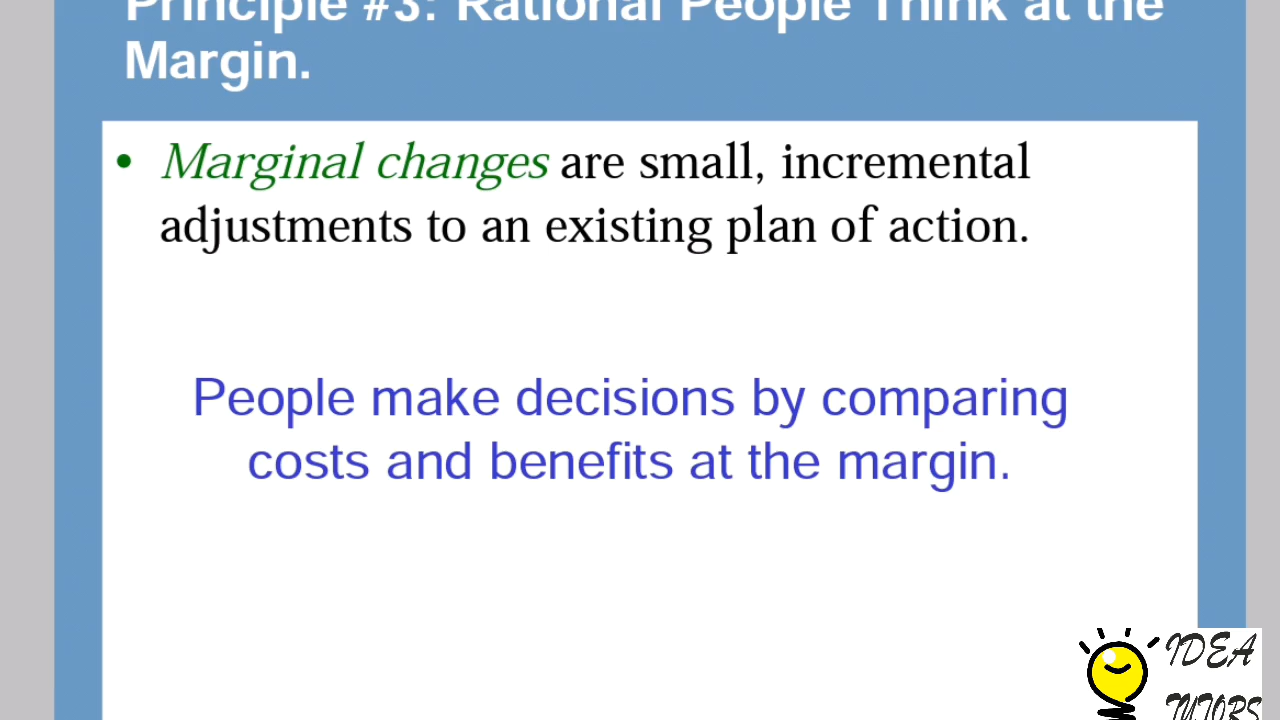 Principle #3: Rational People Think at the
Margin.
• Marginal changes are small, incremental
adjustments to an existing plan of action.
People make decisions by comparing
costs and benefits at the margin.
IDEA
TUTORS